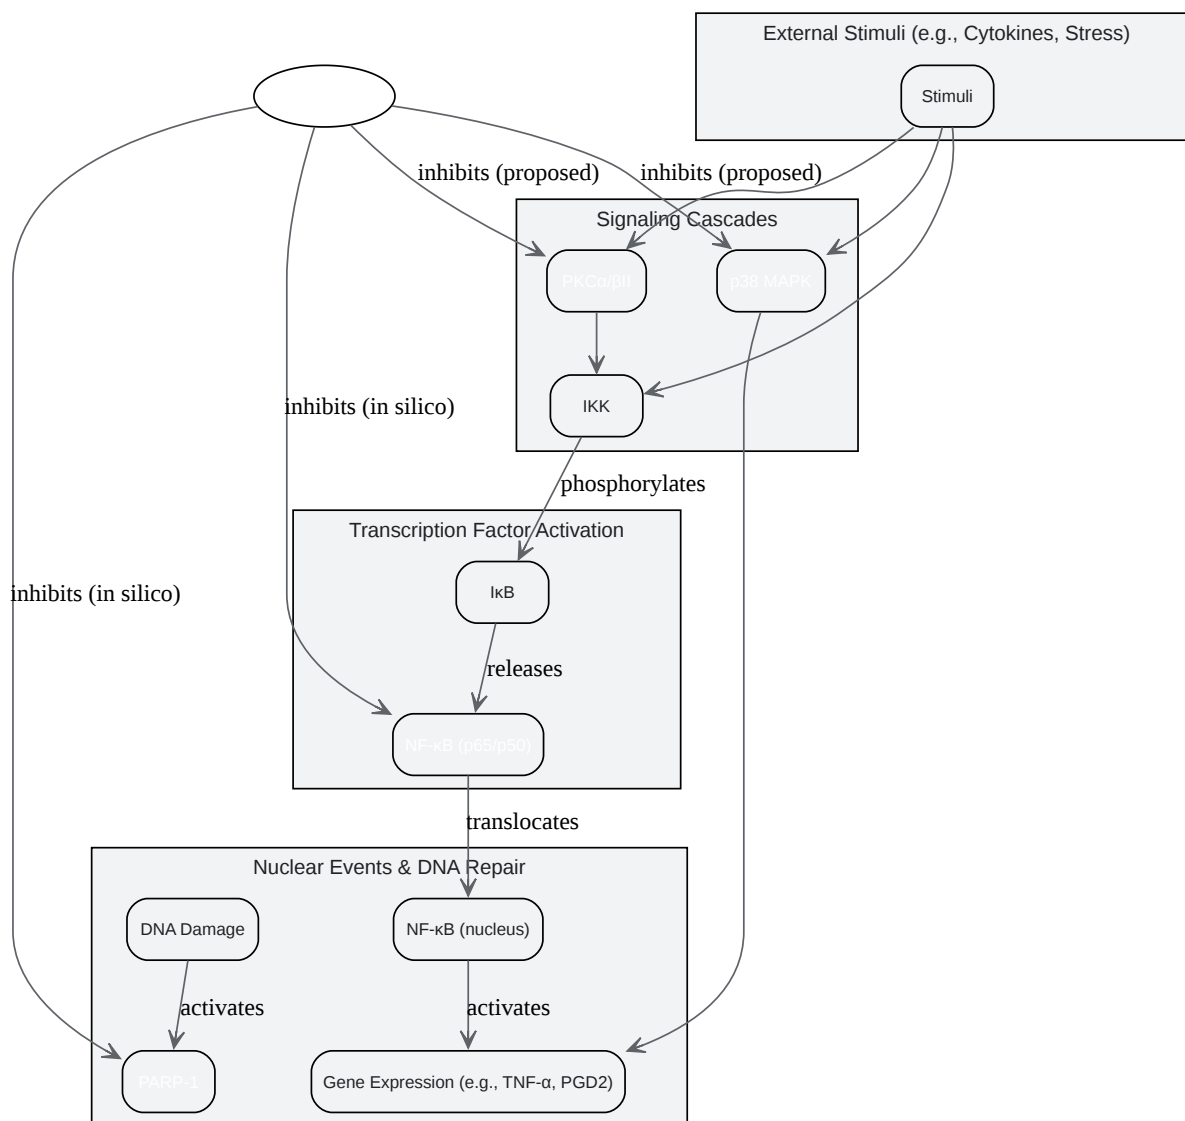 External Stimuli (e.g., Cytokines, Stress)
Stimuli
inhibits (proposed)
inhibits (proposed)
Signaling Cascades
PKCα/βII
p38 MAPK
IKK
inhibits (in silico)
phosphorylates
Transcription Factor Activation
IκB
inhibits (in silico)
releases
NF-κB (p65/p50)
translocates
Nuclear Events & DNA Repair
DNA Damage
NF-κB (nucleus)
activates
activates
PARP-1
Gene Expression (e.g., TNF-α, PGD2)